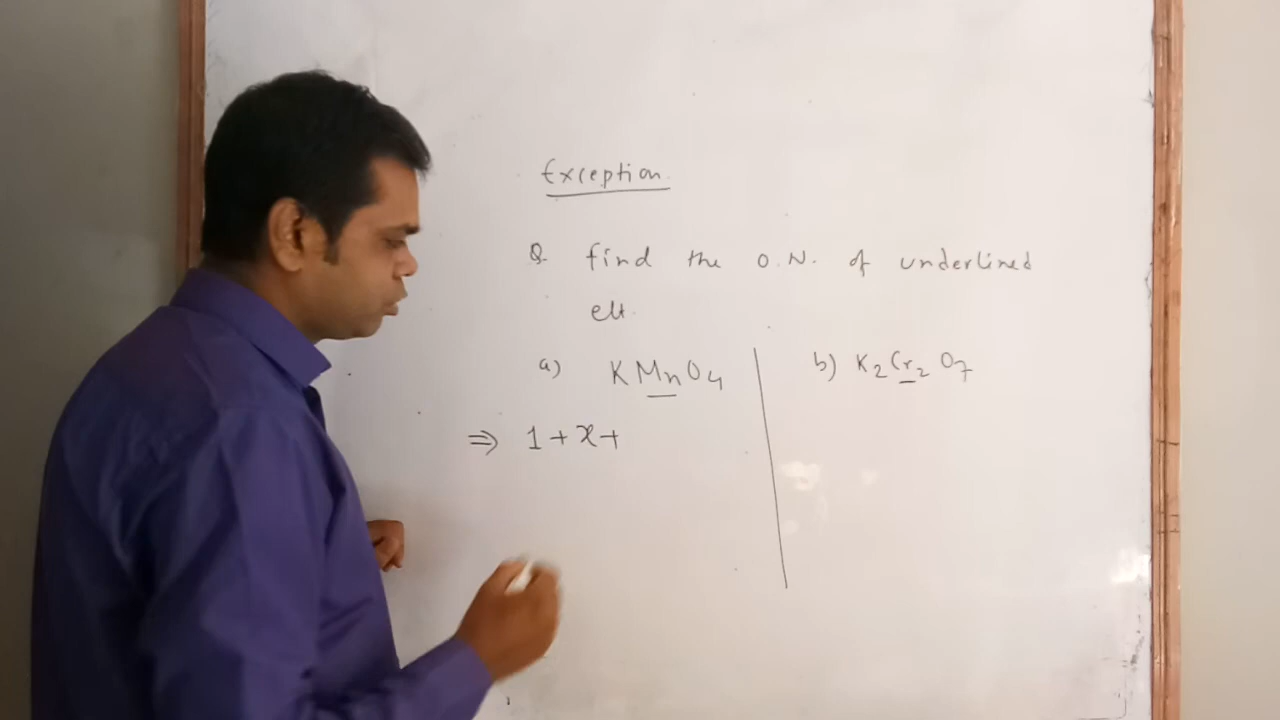 Exception.
Q. find the O.N. of underlined
elt.
a) KMnO4
b) K2Cr2O7
⇒ 1+x+